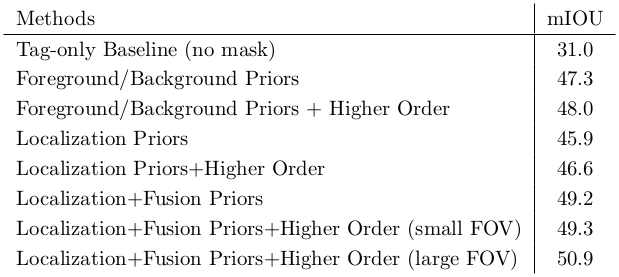 Methods mIOU
Tag-only Baseline (no mask) 31.0
Foreground/Background Priors 47.3
Foreground/Background Priors + Higher Order 48.0
Localization Priors 45.9
Localization Priors+Higher Order 46.6
Localization+Fusion Priors 49.2
Localization+Fusion Priors+Higher Order (small FOV) 49.3
Localization+Fusion Priors+Higher Order (large FOV) 50.9